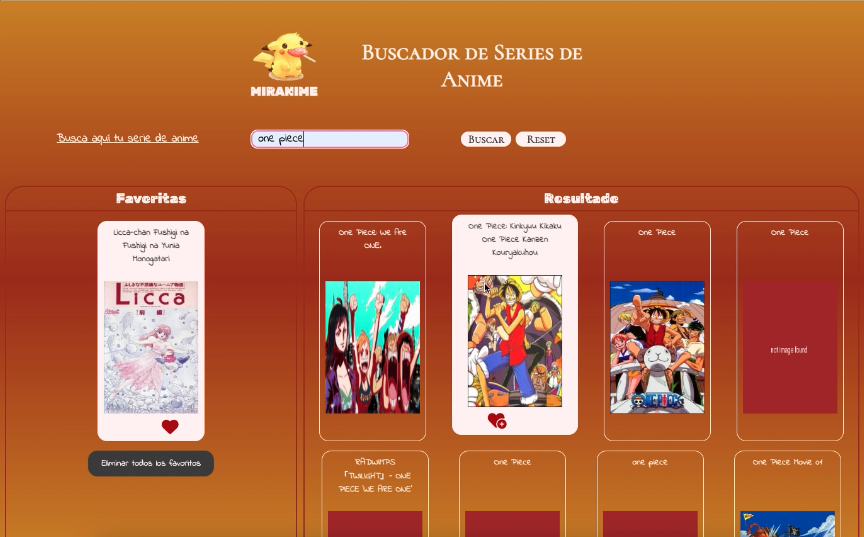 Buscador de Series de
Anime
MIRANIME
Busca aquí tu serie de anime
one piece
Buscar
Reset
Favoritas
Resultado
Licca-chan Fushigi na
Fushigi na Yunia
Monogatari
Licca
Eliminar todos los favoritos
One Piece: We Are
ONE.
One Piece: Kinkyuu Kikaku
One Piece Kanzen
Kouryakuhou
One Piece
One Piece
not image found
RADWIMPS
『TWILIGHT』 - ONE
PIECE 'WE ARE ONE'
One Piece
one piece
One Piece Movie 01